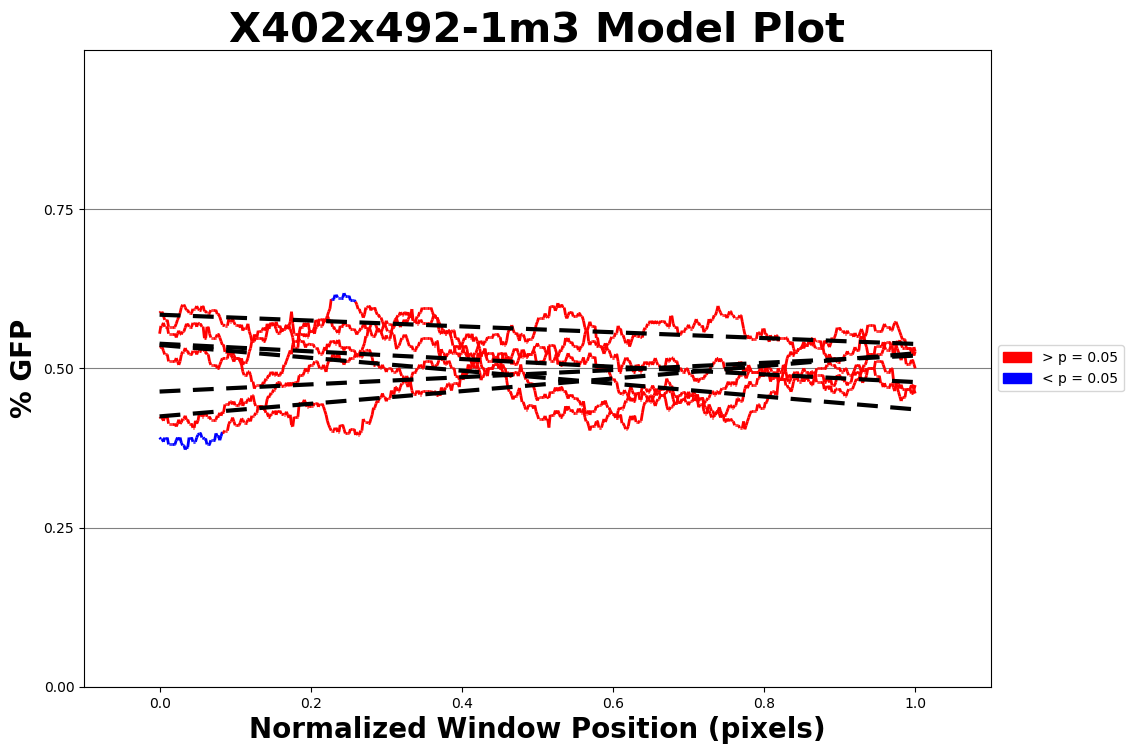 X402x492-1m3 Model Plot
% GFP
0.75
0.50
0.25
0.00
0.0 0.2 0.4 0.6 0.8 1.0
Normalized Window Position (pixels)
> p = 0.05
< p = 0.05